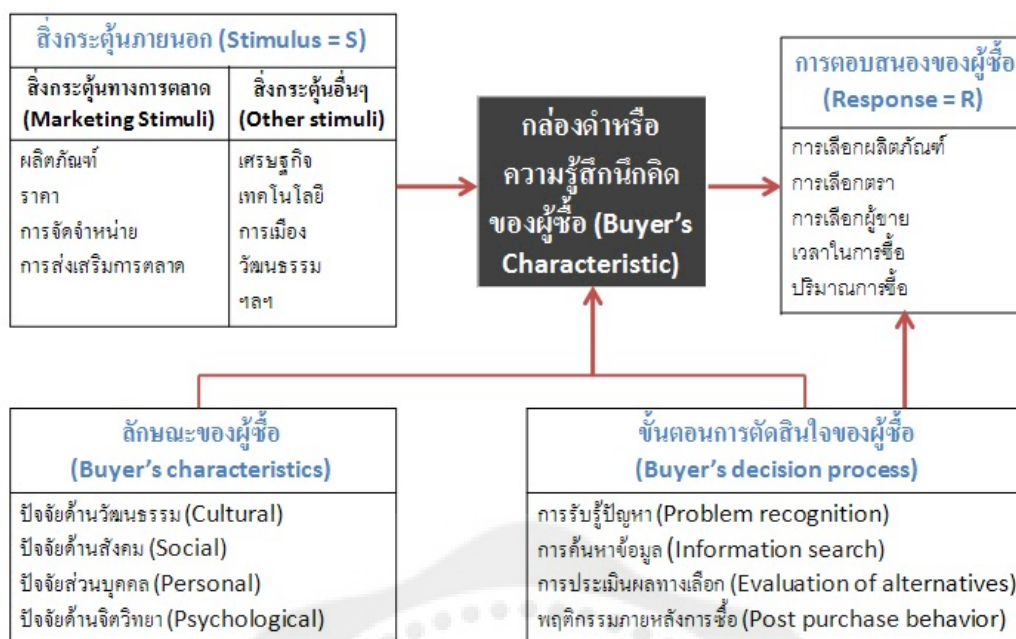 สิ่งกระตุ้นภายนอก (Stimulus = S)
สิ่งกระตุ้นทางการตลาด
(Marketing Stimuli)
ผลิตภัณฑ์
ราคา
การจัดจำหน่าย
การส่งเสริมการตลาด
สิ่งกระตุ้นอื่นๆ
(Other stimuli)
เศรษฐกิจ
เทคโนโลยี
การเมือง
วัฒนธรรม
ฯลฯ
กล่องดำหรือ
ความรู้สึกนึกคิด
ของผู้ซื้อ (Buyer's
Characteristic)
การตอบสนองของผู้ซื้อ
(Response = R)
การเลือกผลิตภัณฑ์
การเลือกตรา
การเลือกผู้ขาย
เวลาในการซื้อ
ปริมาณการซื้อ
ลักษณะของผู้ซื้อ
(Buyer's characteristics)
ปัจจัยด้านวัฒนธรรม (Cultural)
ปัจจัยด้านสังคม (Social)
ปัจจัยส่วนบุคคล (Personal)
ปัจจัยด้านจิตวิทยา (Psychological)
ขั้นตอนการตัดสินใจของผู้ซื้อ
(Buyer's decision process)
การรับรู้ปัญหา (Problem recognition)
การค้นหาข้อมูล (Information search)
การประเมินผลทางเลือก (Evaluation of alternatives)
พฤติกรรมภายหลังการซื้อ (Post purchase behavior)